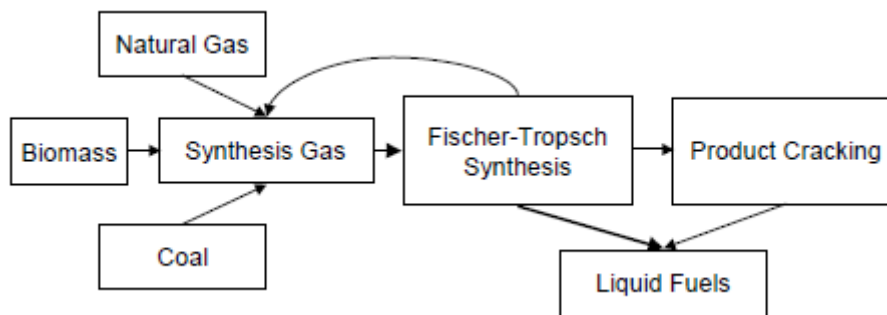 Natural Gas
Biomass
Synthesis Gas
Fischer-Tropsch
Synthesis
Product Cracking
Coal
Liquid Fuels